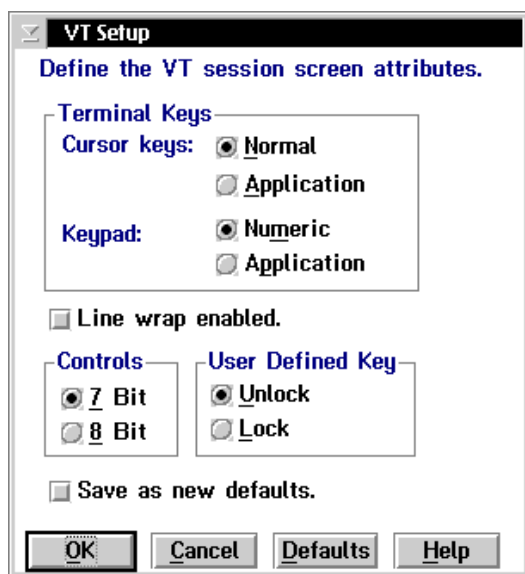 VT Setup
Define the VT session screen attributes.
Terminal Keys
Cursor keys: Normal
Application
Keypad: Numeric
Application
Line wrap enabled.
Controls
7 Bit
8 Bit
User Defined Key
Unlock
Lock
Save as new defaults.
OK Cancel Defaults Help